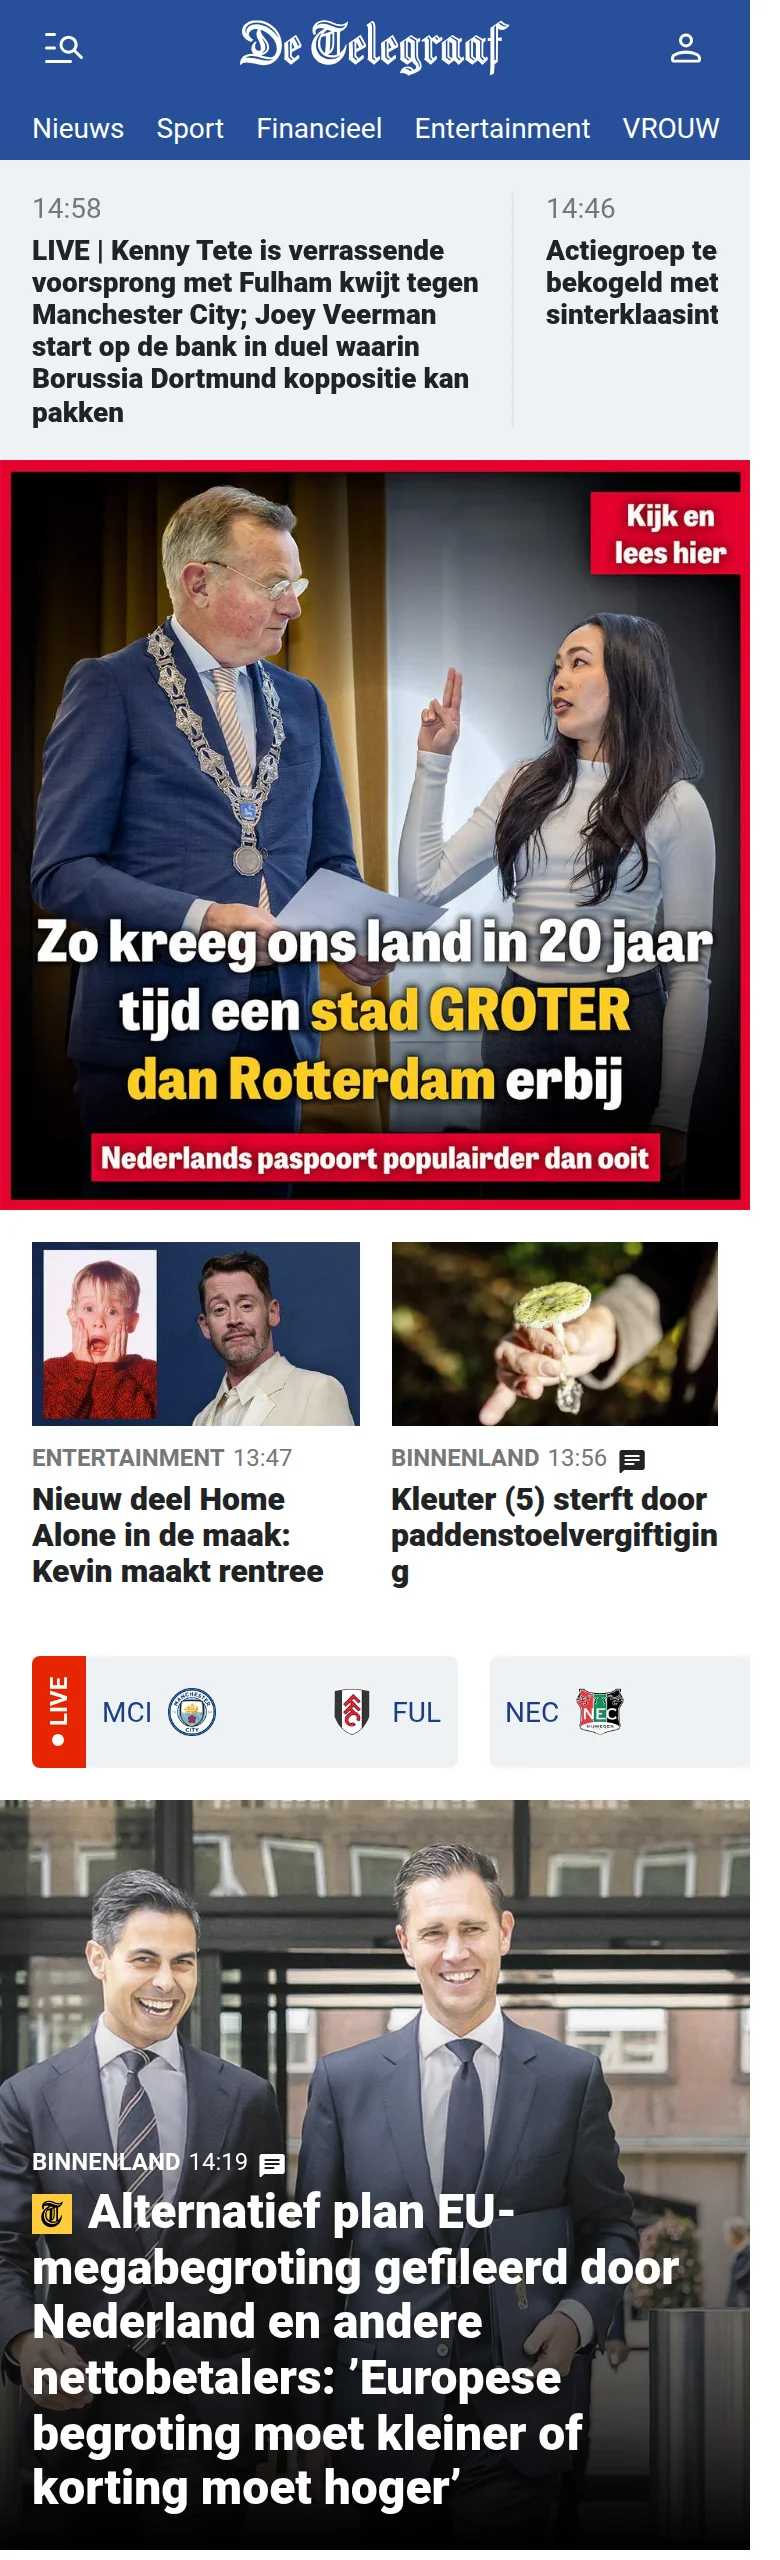 De Telegraaf
Nieuws Sport Financieel Entertainment VROUW
14:58
LIVE | Kenny Tete is verrassende
voorsprong met Fulham kwijt tegen
Manchester City; Joey Veerman
start op de bank in duel waarin
Borussia Dortmund koppositie kan
pakken
14:46
Actiegroep te
bekogeld met
sinterklaasint
Kijk en
lees hier
Zo kreeg ons land in 20 jaar
tijd een stad GROTER
dan Rotterdam erbij
Nederlands paspoort populairder dan ooit
ENTERTAINMENT 13:47
Nieuw deel Home
Alone in de maak:
Kevin maakt rentree
BINNENLAND 13:56
Kleuter (5) sterft door
paddenstoelvergiftigin
g
LIVE
MCI FUL
NEC
BINNENLAND 14:19
Alternatief plan EU-
megabegroting gefileerd door
Nederland en andere
nettobetalers: ’Europese
begroting moet kleiner of
korting moet hoger’